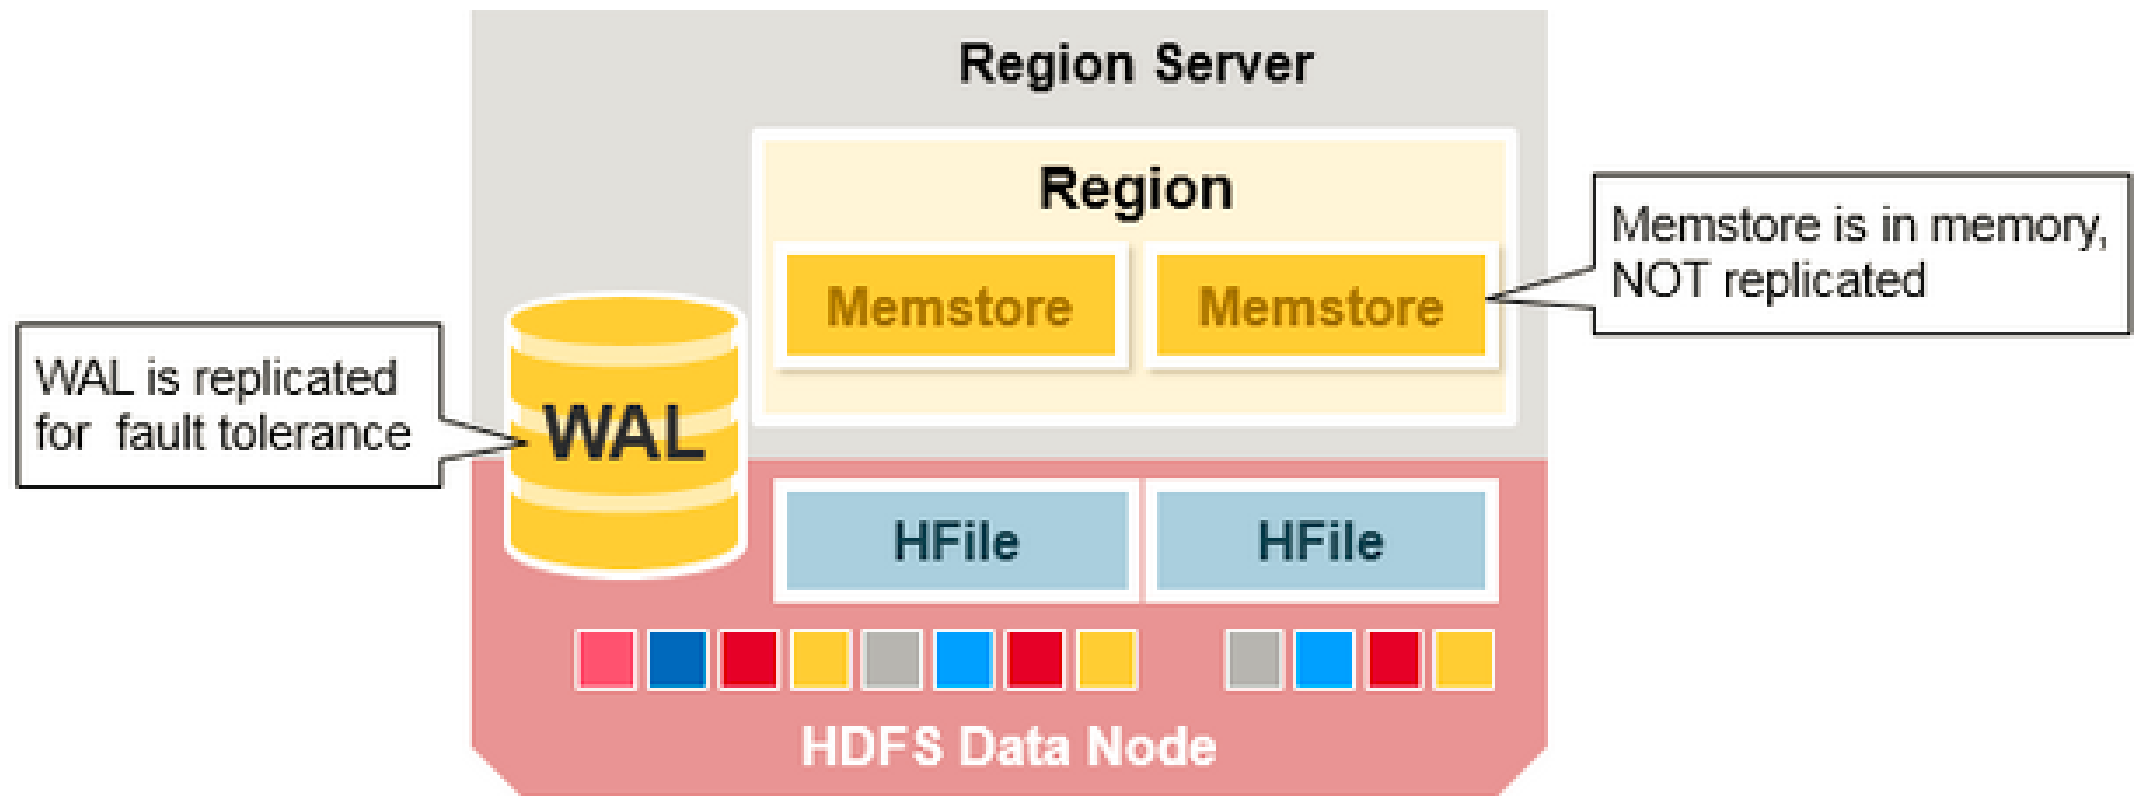 Region Server
Region
Memstore is in memory,
NOT replicated
Memstore
Memstore
WAL is replicated
for fault tolerance
WAL
HFile
HFile
HDFS Data Node